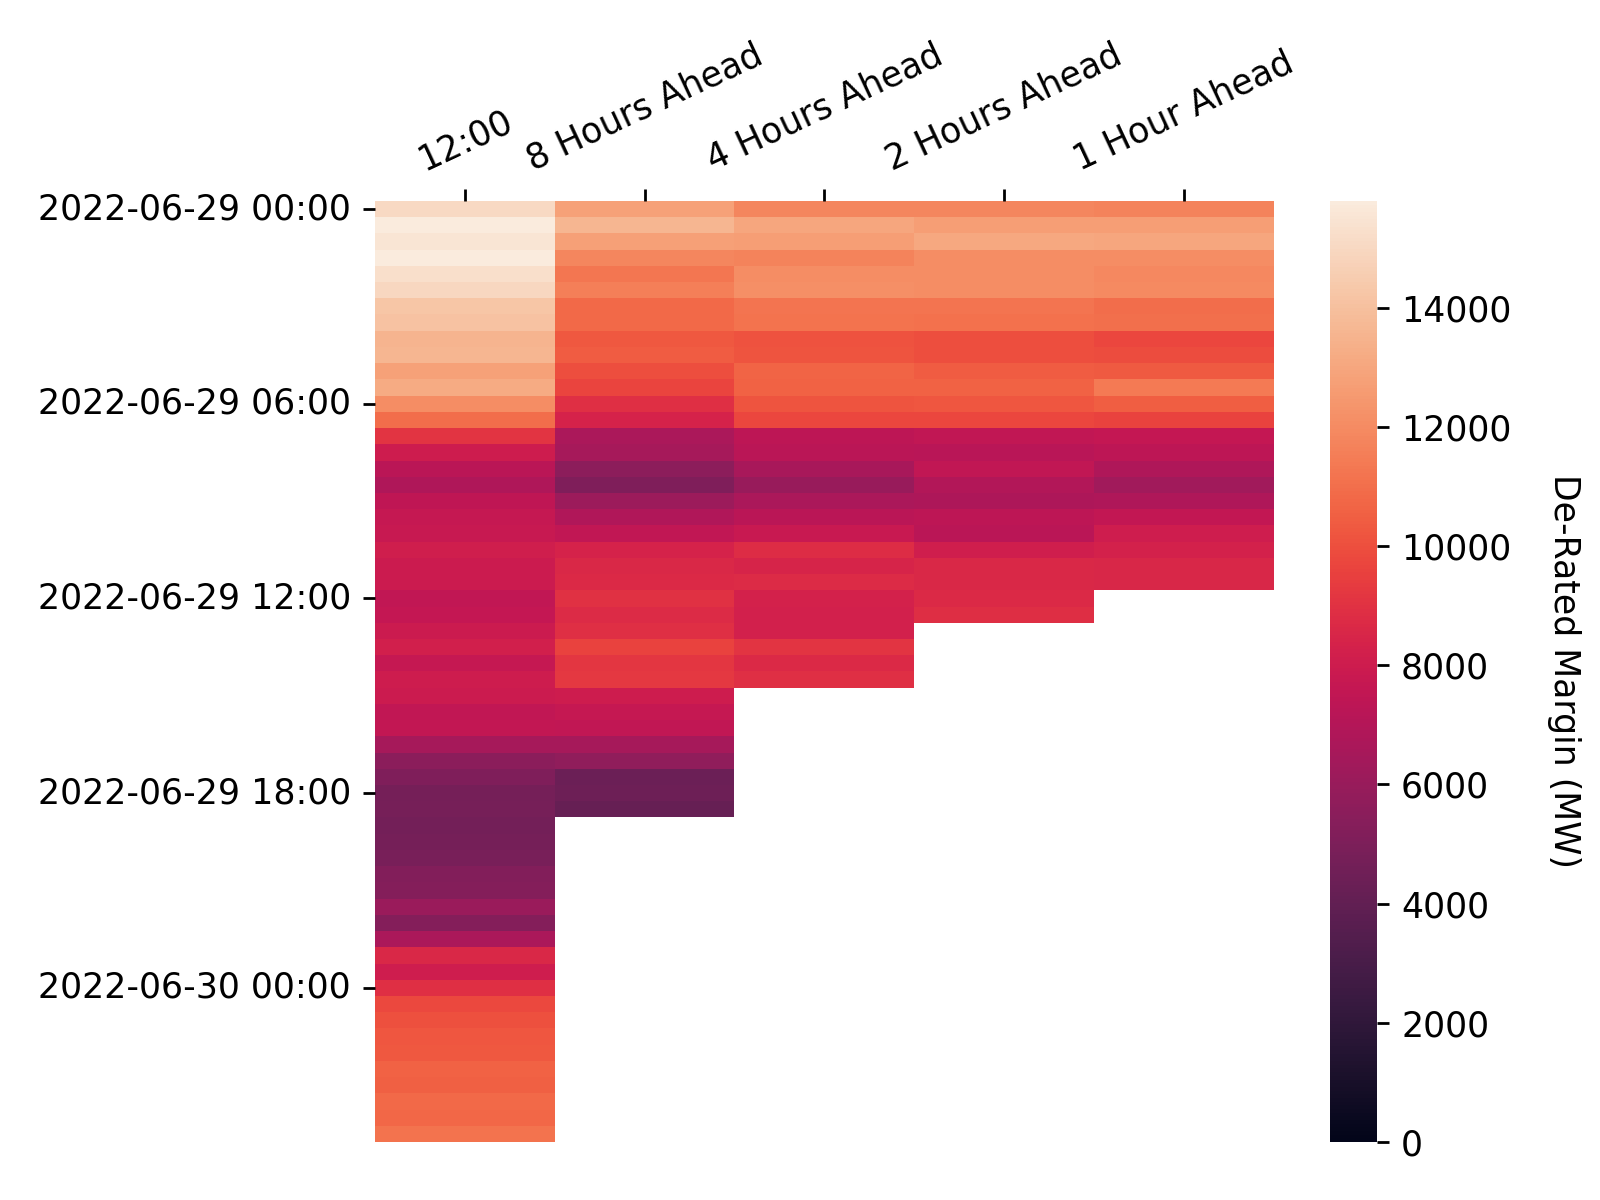 12:00
8 Hours Ahead
4 Hours Ahead
2 Hours Ahead
1 Hour Ahead
2022-06-29 00:00
2022-06-29 06:00
2022-06-29 12:00
2022-06-29 18:00
2022-06-30 00:00
14000
12000
10000
8000
6000
4000
2000
0
De-Rated Margin (MW)